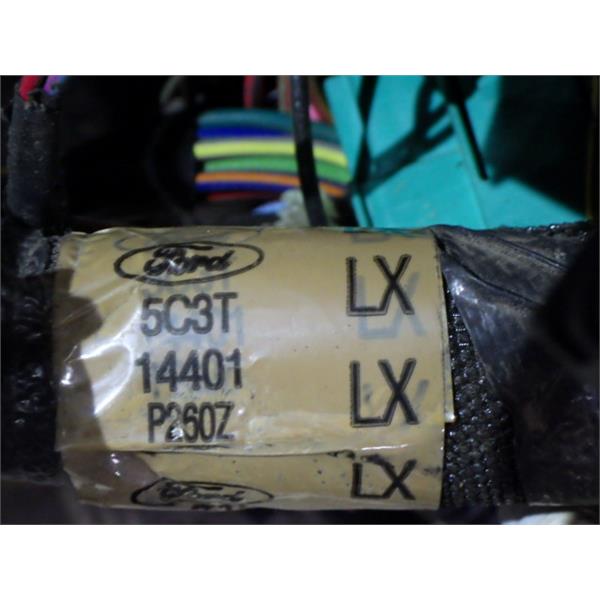 Ford
5C3T LX
14401 LX
P260Z
LX
Ford